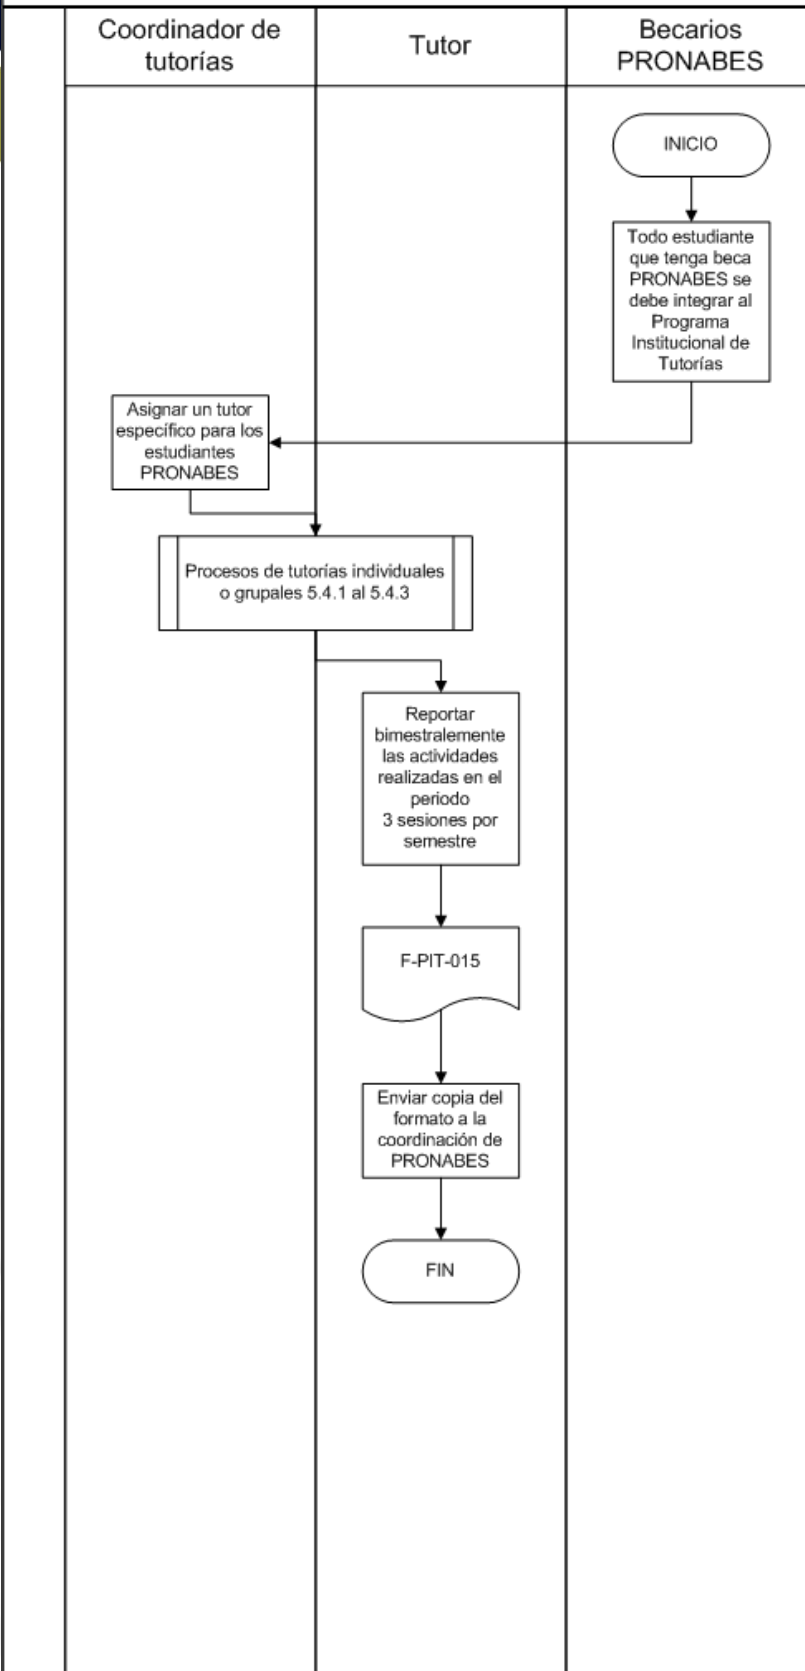 Coordinador de
tutorías
Tutor
Becarios
PRONABES
INICIO
Todo estudiante
que tenga beca
PRONABES se
debe integrar al
Programa
Institucional de
Tutorías
Asignar un tutor
específico para los
estudiantes
PRONABES
Procesos de tutorías individuales
o grupales 5.4.1 al 5.4.3
Reportar
bimestralemente
las actividades
realizadas en el
periodo
3 sesiones por
semestre
F-PIT-015
Enviar copia del
formato a la
coordinación de
PRONABES
FIN